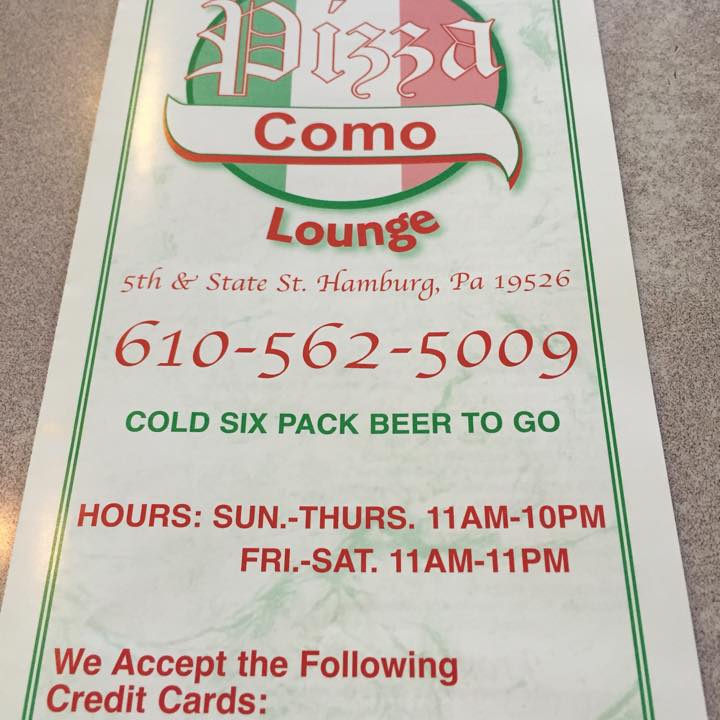 Pizza
Como
Lounge
5th & State St. Hamburg, Pa 19526
610-562-5009
COLD SIX PACK BEER TO GO
HOURS: SUN.-THURS. 11AM-10PM
FRI.-SAT. 11AM-11PM
We Accept the Following
Credit Cards: